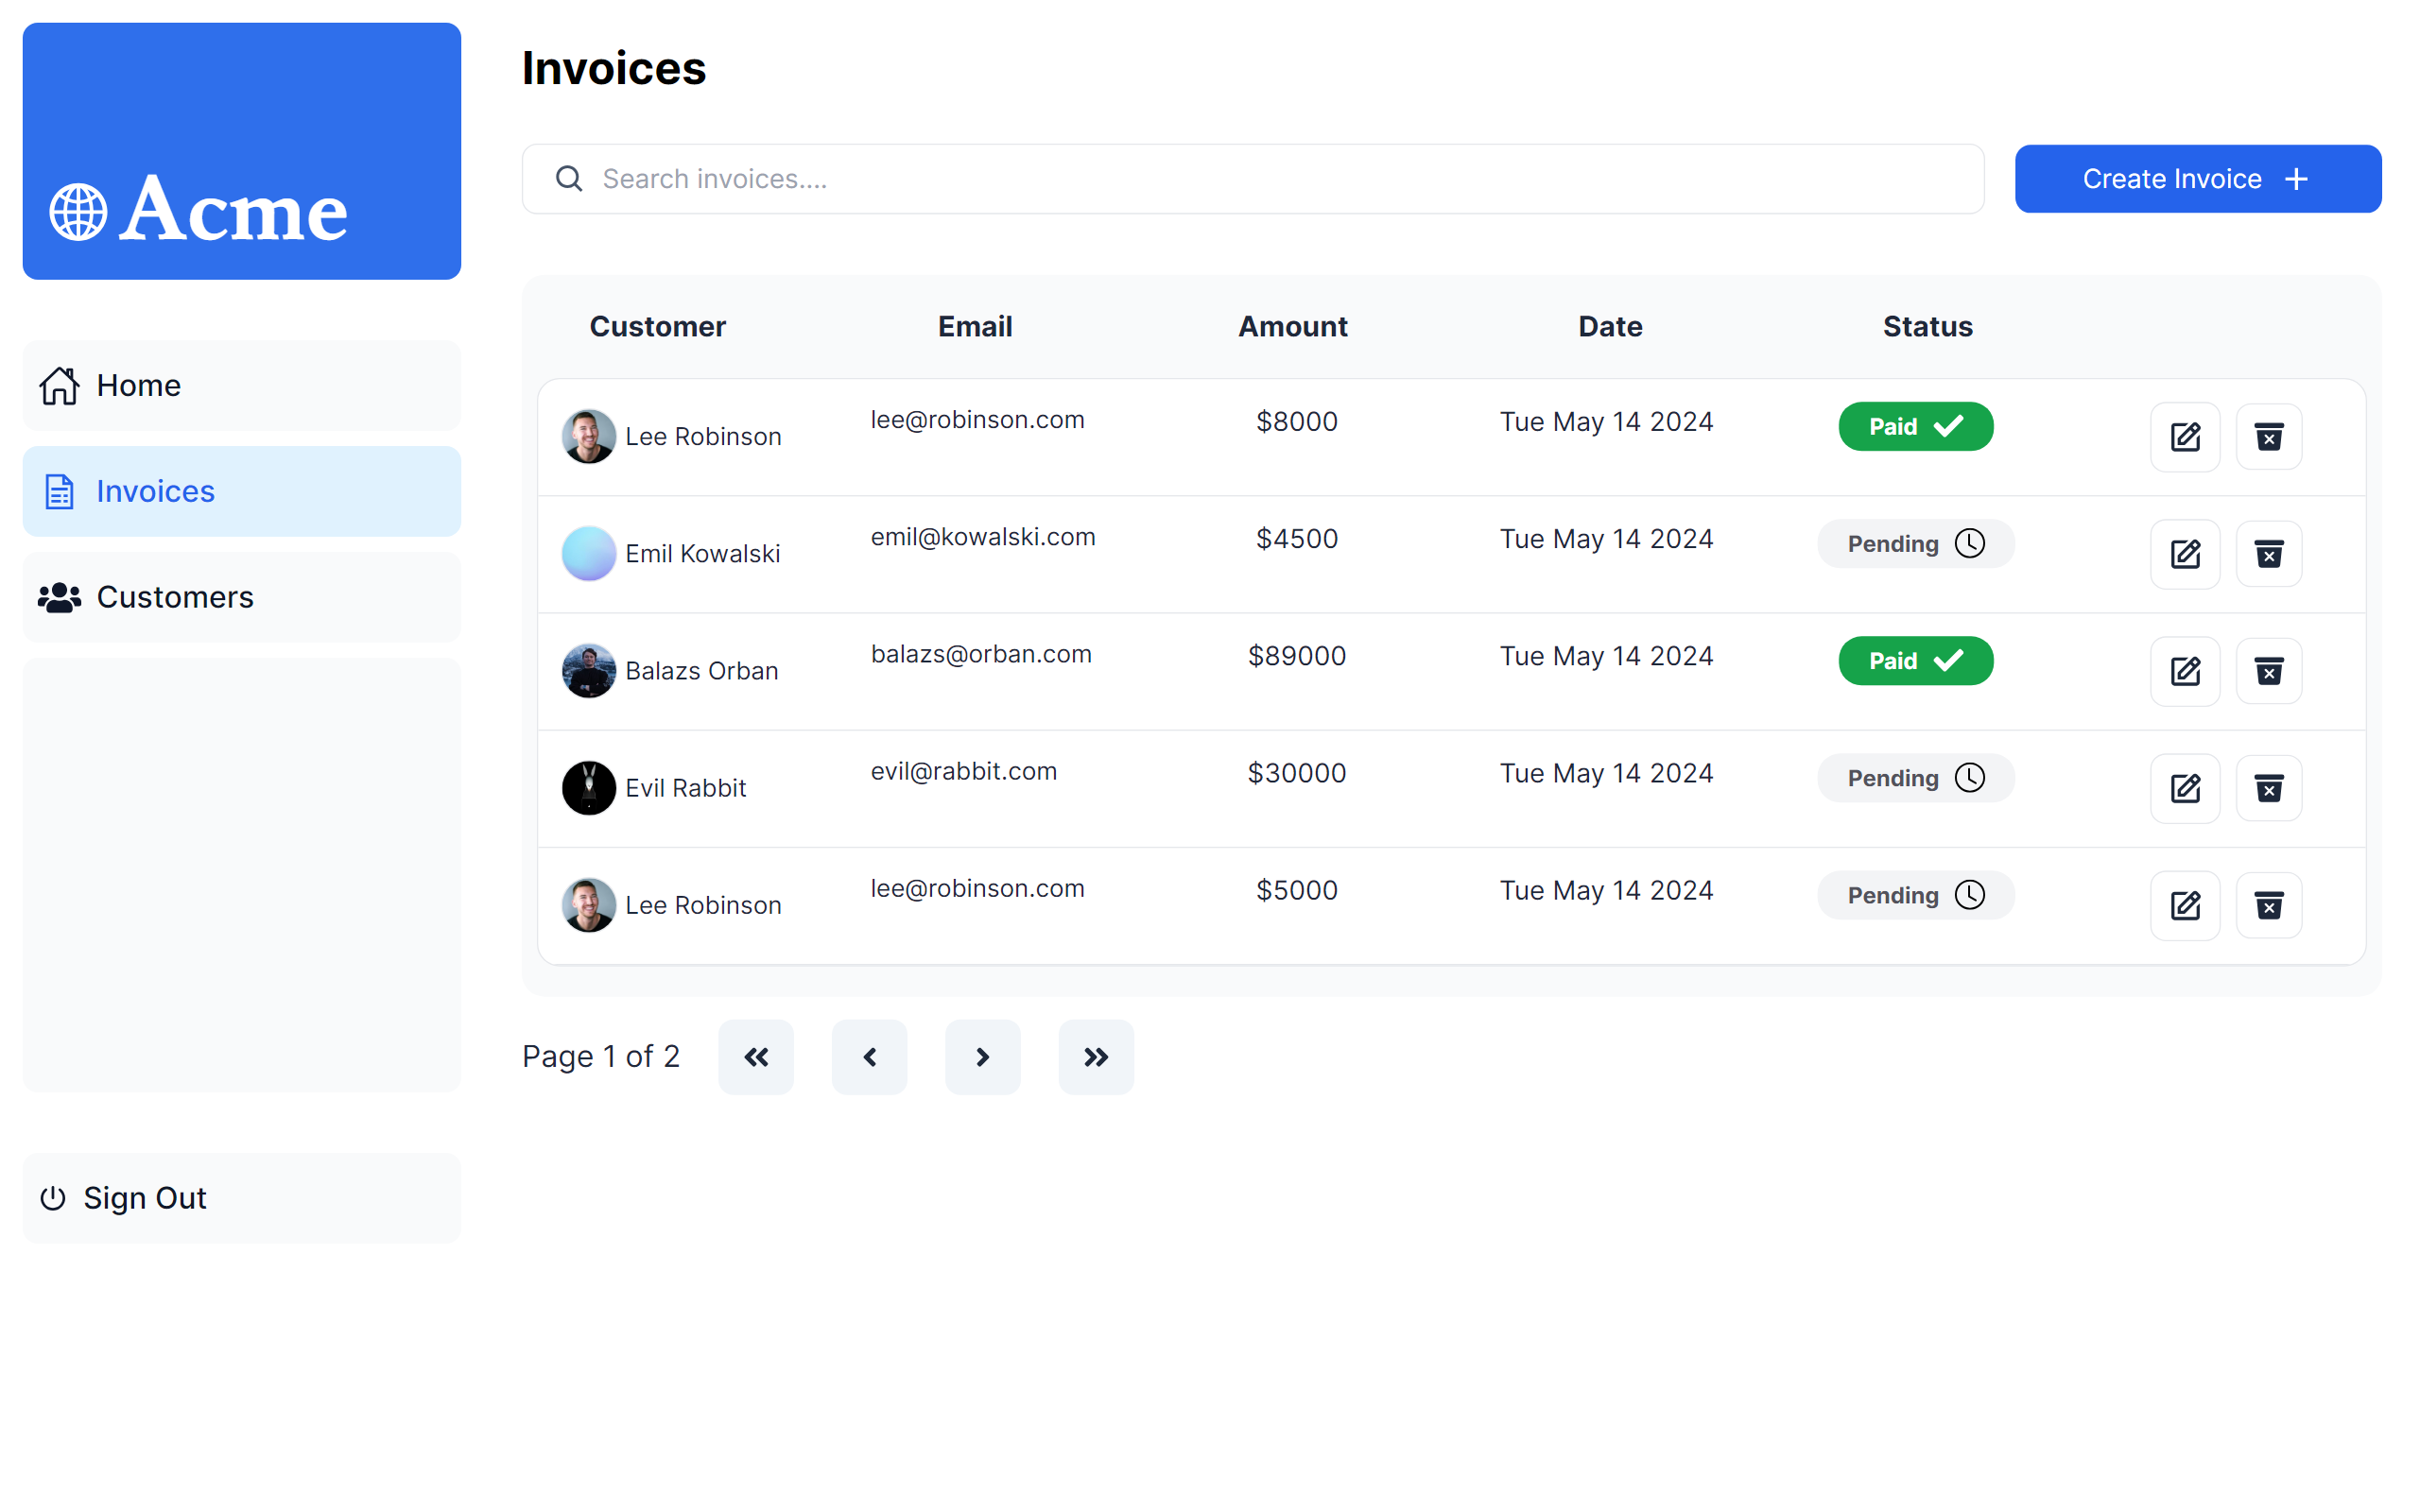 Acme
Home
Invoices
Customers
Sign Out
Invoices
Search invoices....
Create Invoice
Customer Email Amount Date Status
Lee Robinson lee@robinson.com $8000 Tue May 14 2024 Paid
Emil Kowalski emil@kowalski.com $4500 Tue May 14 2024 Pending
Balazs Orban balazs@orban.com $89000 Tue May 14 2024 Paid
Evil Rabbit evil@rabbit.com $30000 Tue May 14 2024 Pending
Lee Robinson lee@robinson.com $5000 Tue May 14 2024 Pending
Page 1 of 2